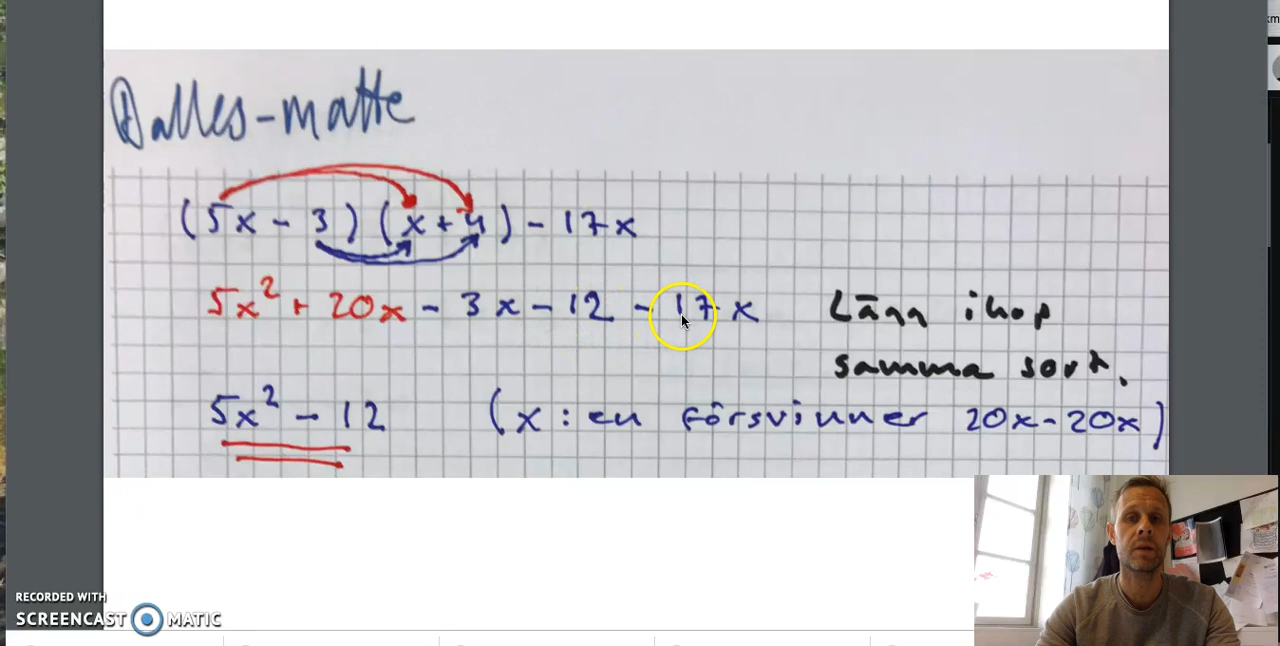 Dalles-matte
(5x - 3)(x + 4) - 17x
5x² + 20x - 3x - 12 - 17x
Lägg ihop
samma sort.
5x² - 12 (x:en försvinner 20x-20x)
RECORDED WITH
SCREENCAST MATIC
km